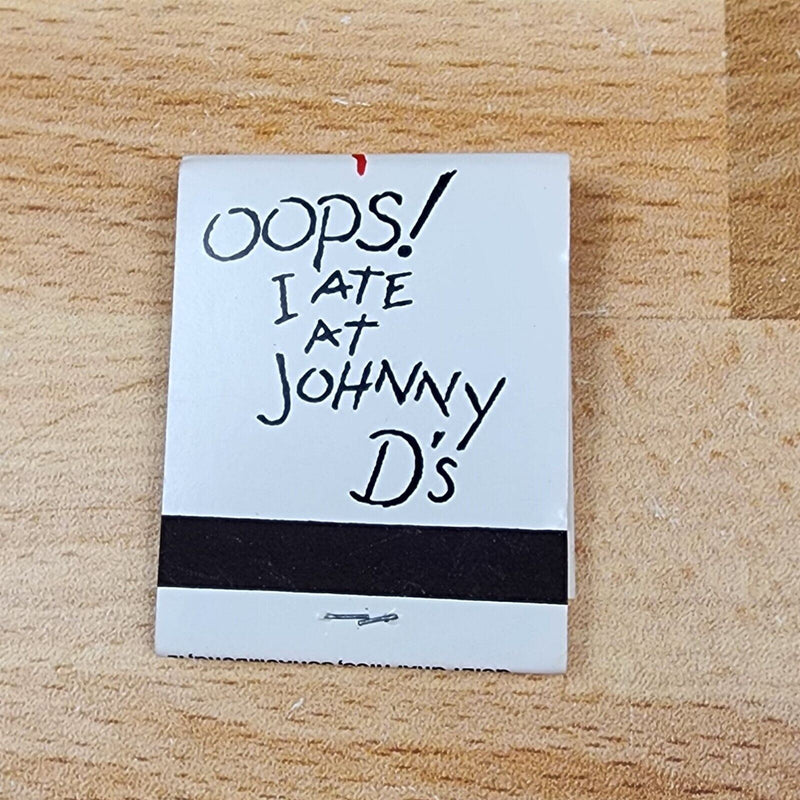 OOPS!
I ATE
AT
JOHNNY
D's